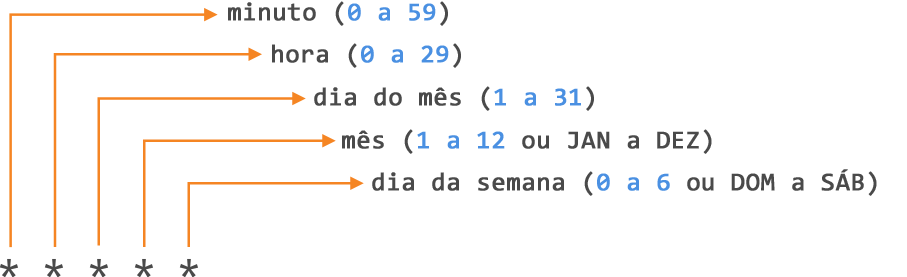 minuto (0 a 59)
hora (0 a 29)
dia do mês (1 a 31)
mês (1 a 12 ou JAN a DEZ)
dia da semana (0 a 6 ou DOM a SÁB)
* * * * *